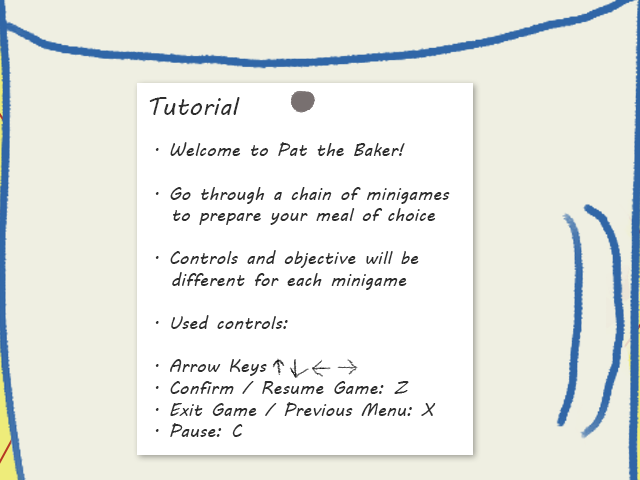 Tutorial
· Welcome to Pat the Baker!
· Go through a chain of minigames
to prepare your meal of choice
· Controls and objective will be
different for each minigame
· Used controls:
· Arrow Keys ↑ ↓ ← →
· Confirm / Resume Game: Z
· Exit Game / Previous Menu: X
· Pause: C